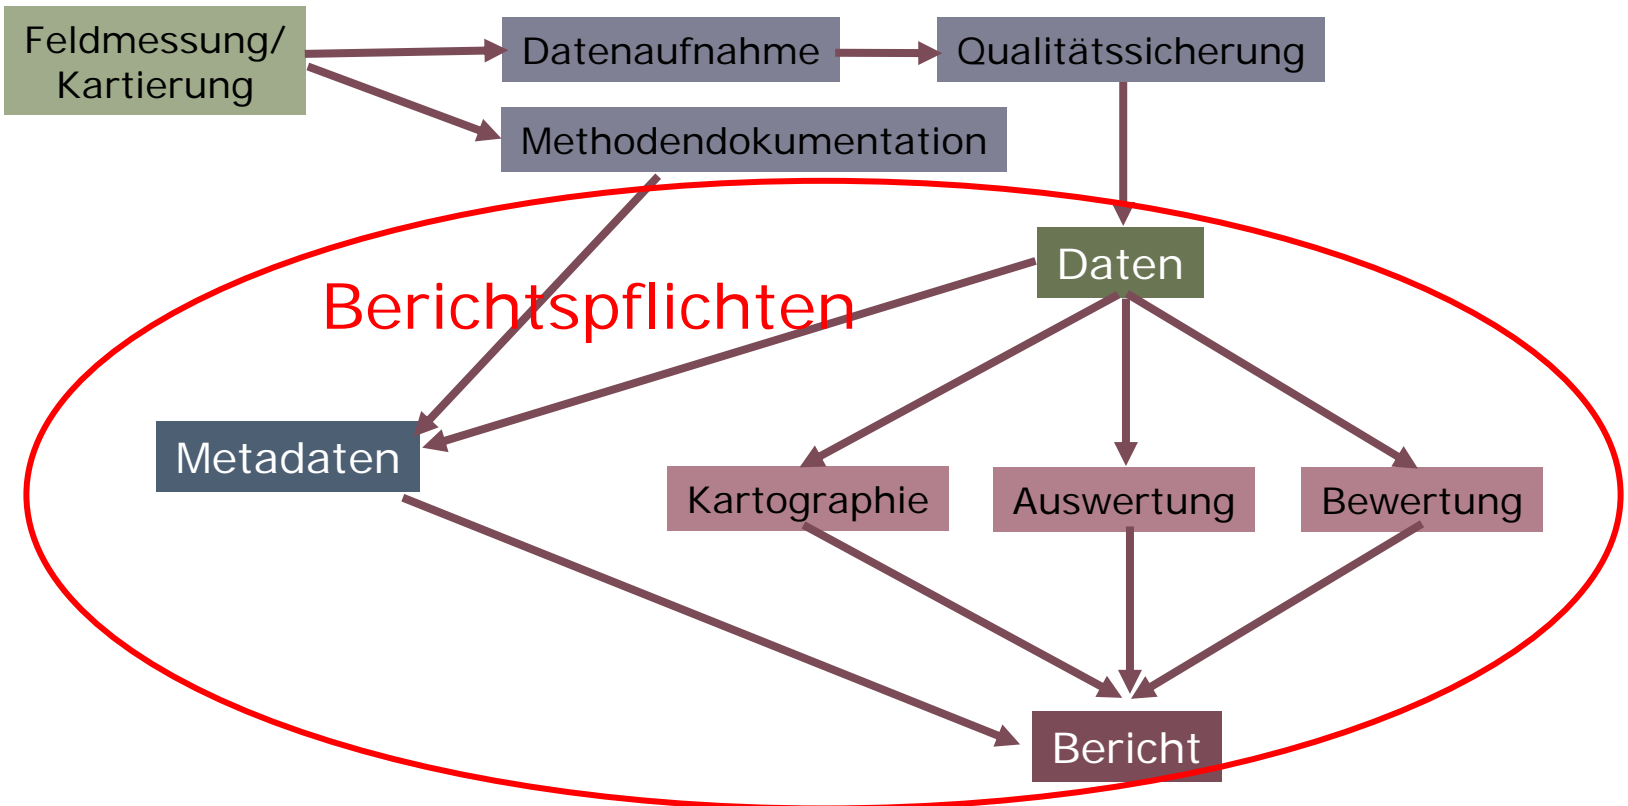 Feldmessung/
Kartierung
Datenaufnahme
Qualitätssicherung
Methodendokumentation
Daten
Berichtspflichten
Metadaten
Kartographie
Auswertung
Bewertung
Bericht